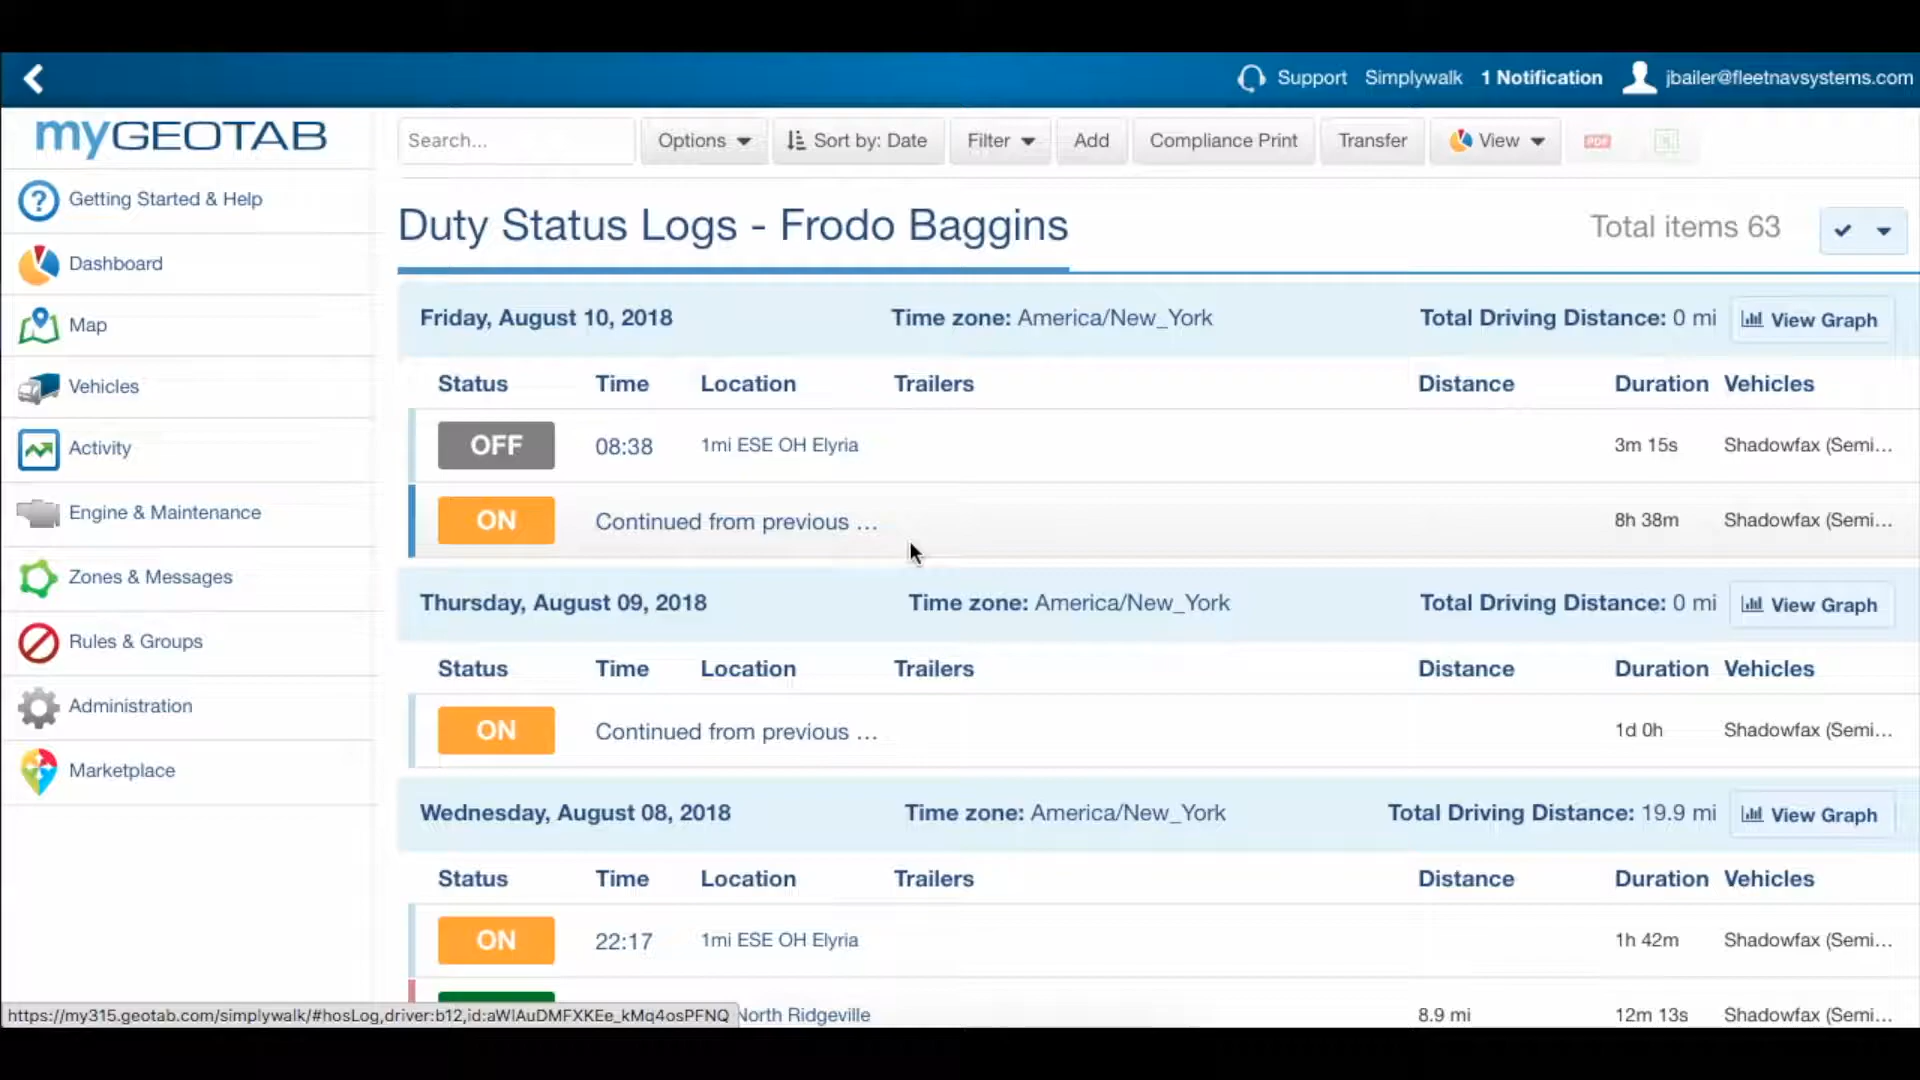 Support Simplywalk 1 Notification jbailer@fleetnavsystems.com
myGEOTAB
Search... Options Sort by: Date Filter Add Compliance Print Transfer View PDF
Getting Started & Help
Dashboard
Map
Vehicles
Activity
Engine & Maintenance
Zones & Messages
Rules & Groups
Administration
Marketplace
Duty Status Logs - Frodo Baggins Total items 63
Friday, August 10, 2018 Time zone: America/New_York Total Driving Distance: 0 mi View Graph
Status Time Location Trailers Distance Duration Vehicles
OFF 08:38 1mi ESE OH Elyria 3m 15s Shadowfax (Semi...
ON Continued from previous ... 8h 38m Shadowfax (Semi...
Thursday, August 09, 2018 Time zone: America/New_York Total Driving Distance: 0 mi View Graph
Status Time Location Trailers Distance Duration Vehicles
ON Continued from previous ... 1d 0h Shadowfax (Semi...
Wednesday, August 08, 2018 Time zone: America/New_York Total Driving Distance: 19.9 mi View Graph
Status Time Location Trailers Distance Duration Vehicles
ON 22:17 1mi ESE OH Elyria 1h 42m Shadowfax (Semi...
North Ridgeville 8.9 mi 12m 13s Shadowfax (Semi...
https://my315.geotab.com/simplywalk/#hosLog,driver:b12,id:aWlAuDMFXKEe_kMq4osPFNQ